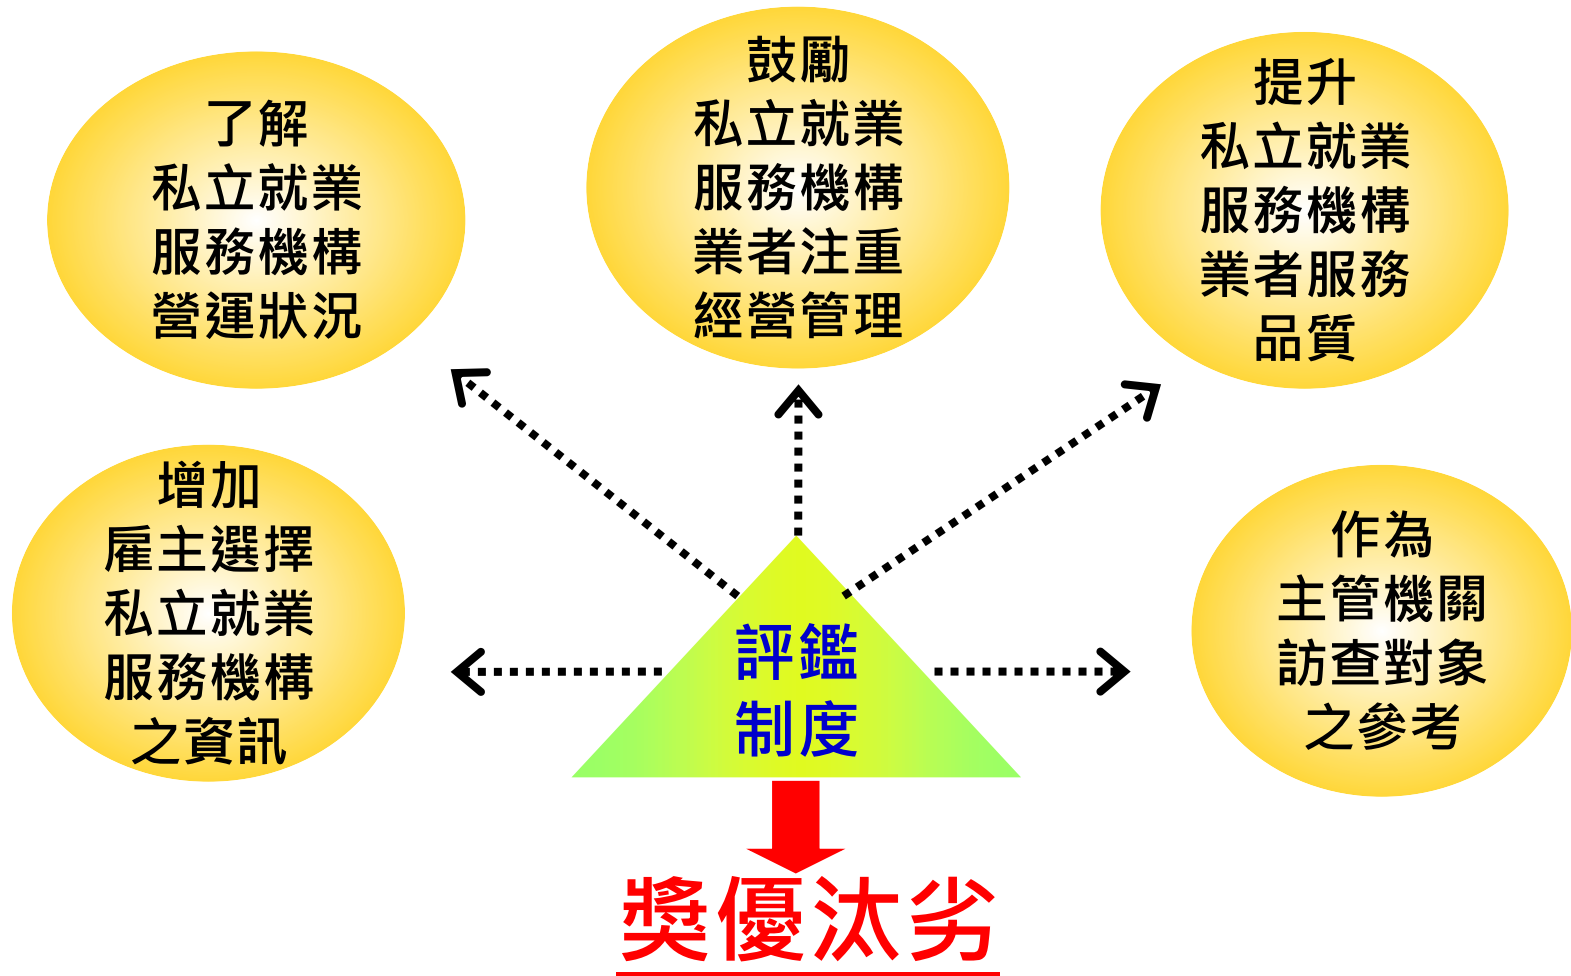 了解
私立就業
服務機構
營運狀況
鼓勵
私立就業
服務機構
業者注重
經營管理
提升
私立就業
服務機構
業者服務
品質
增加
雇主選擇
私立就業
服務機構
之資訊
作為
主管機關
訪查對象
之參考
評鑑
制度
獎優汰劣